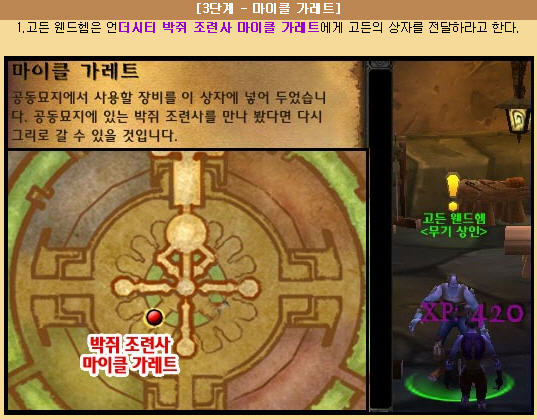 [3단계 - 마이클 가레트]
1.고든 웬드헴은 언더시티 박쥐 조련사 마이클 가레트에게 고든의 상자를 전달하라고 한다.
마이클 가레트
공동묘지에서 사용할 장비를 이 상자에 넣어 두었습니
다. 공동묘지에 있는 박쥐 조련사를 만나 봤다면 다시
그리로 갈 수 있을 것입니다.
고든 웬드헴
<무기 상인>
XP: 420
박쥐 조련사
마이클 가레트